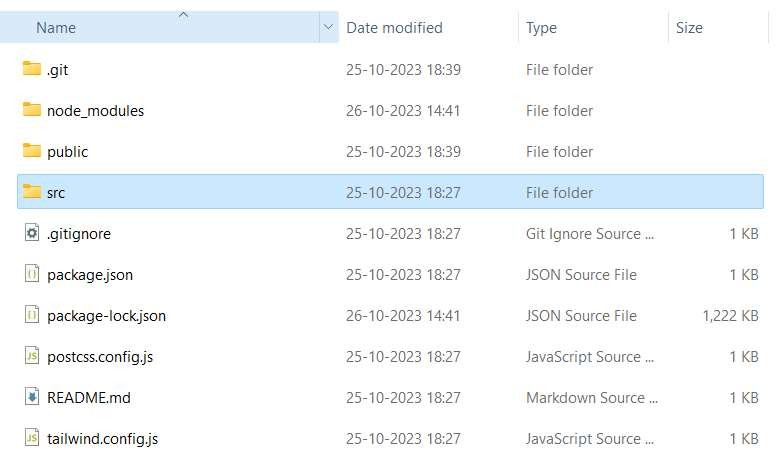 Name Date modified Type Size
.git 25-10-2023 18:39 File folder
node_modules 26-10-2023 14:41 File folder
public 25-10-2023 18:39 File folder
src 25-10-2023 18:27 File folder
.gitignore 25-10-2023 18:27 Git Ignore Source ... 1 KB
package.json 25-10-2023 18:27 JSON Source File 1 KB
package-lock.json 26-10-2023 14:41 JSON Source File 1,222 KB
postcss.config.js 25-10-2023 18:27 JavaScript Source ... 1 KB
README.md 25-10-2023 18:27 Markdown Source ... 1 KB
tailwind.config.js 25-10-2023 18:27 JavaScript Source ... 1 KB